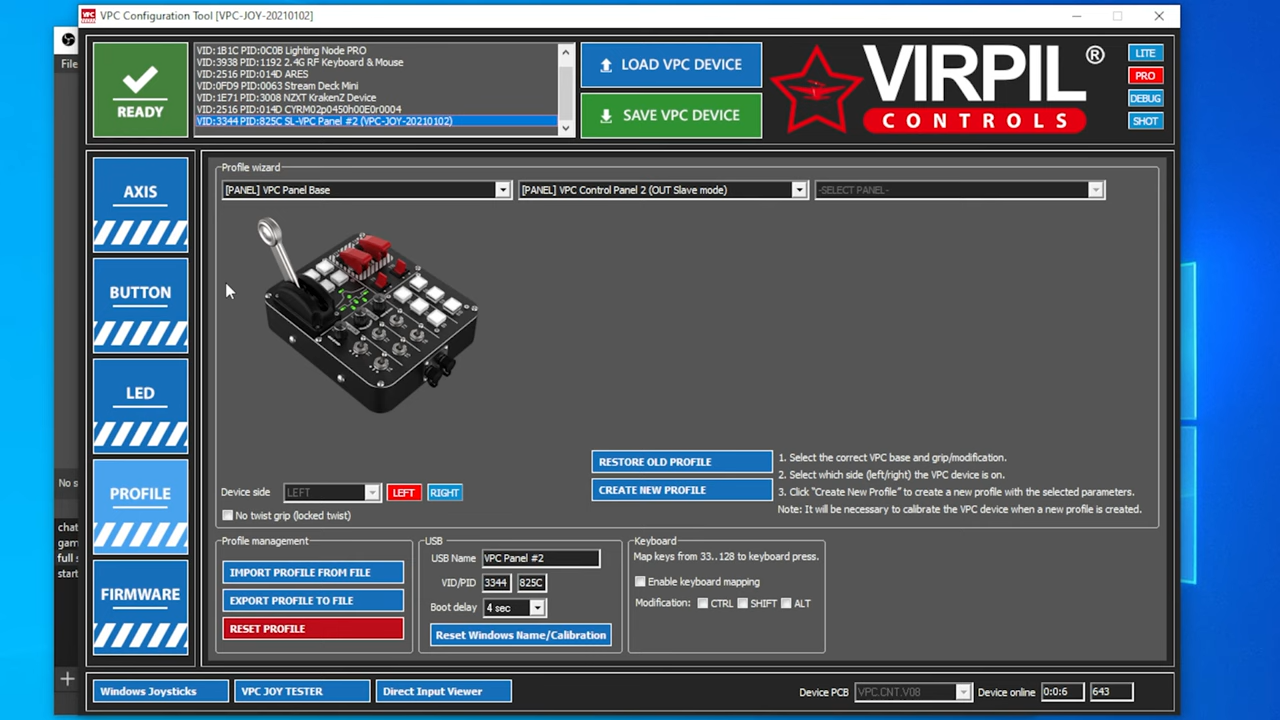 VPC Configuration Tool [VPC-JOY-20210102]
File
READY
VID:1B1C PID:0C0B Lighting Node PRO
VID:3938 PID:1192 2.4G RF Keyboard & Mouse
VID:2516 PID:014D ARES
VID:0FD9 PID:0063 Stream Deck Mini
VID:1E71 PID:3008 NZXT KrakenZ Device
VID:2516 PID:014D CYRM02p0450h00E0r0004
VID:3344 PID:825C SL-VPC Panel #2 (VPC-JOY-20210102)
LOAD VPC DEVICE
SAVE VPC DEVICE
VIRPIL ®
CONTROLS
LITE
PRO
DEBUG
SHOT
AXIS
BUTTON
LED
PROFILE
FIRMWARE
Profile wizard
[PANEL] VPC Panel Base
[PANEL] VPC Control Panel 2 (OUT Slave mode)
-SELECT PANEL-
RESTORE OLD PROFILE
CREATE NEW PROFILE
1. Select the correct VPC base and grip/modification.
2. Select which side (left/right) the VPC device is on.
3. Click "Create New Profile" to create a new profile with the selected parameters.
Note: It will be necessary to calibrate the VPC device when a new profile is created.
Device side LEFT LEFT RIGHT
No twist grip (locked twist)
Profile management
IMPORT PROFILE FROM FILE
EXPORT PROFILE TO FILE
RESET PROFILE
USB
USB Name VPC Panel #2
VID/PID 3344 825C
Boot delay 4 sec
Reset Windows Name/Calibration
Keyboard
Map keys from 33..128 to keyboard press.
Enable keyboard mapping
Modification: CTRL SHIFT ALT
No s
chat
gam
full s
start
Windows Joysticks
VPC JOY TESTER
Direct Input Viewer
Device PCB VPC.CNT.V08
Device online 0:0:6 643